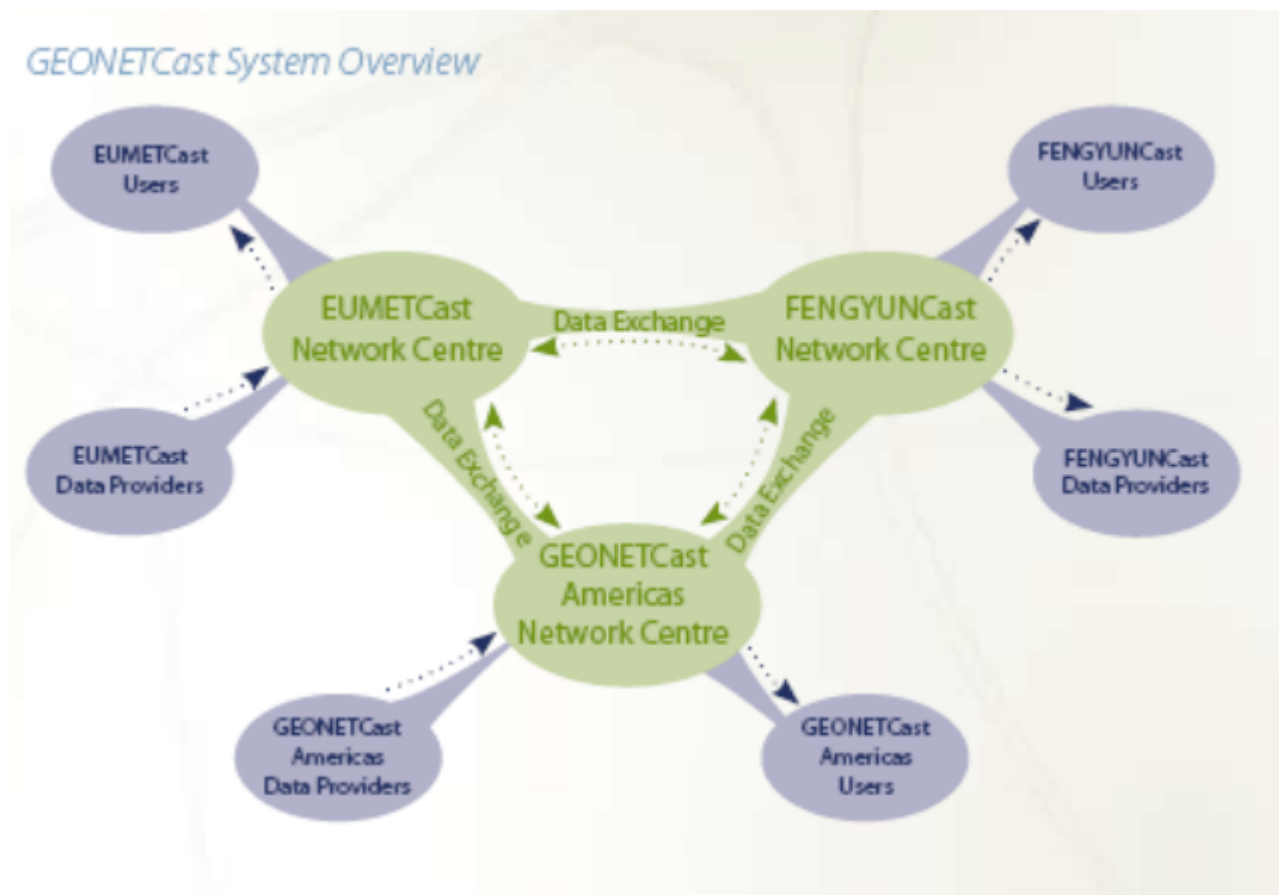 GEONETCast System Overview
EUMETCast
Users
FENGYUNCast
Users
EUMETCast
Network Centre
Data Exchange
FENGYUNCast
Network Centre
EUMETCast
Data Providers
Data Exchange
Data Exchange
FENGYUNCast
Data Providers
GEONETCast
Americas
Network Centre
GEONETCast
Americas
Data Providers
GEONETCast
Americas
Users